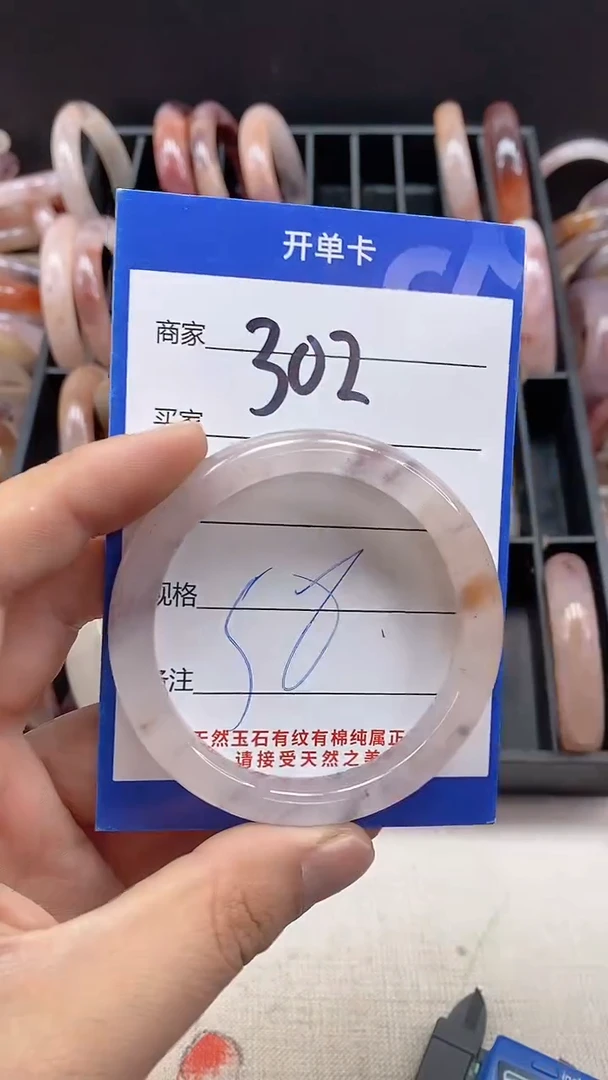 开单卡
商家 302
买家
规格 58
备注
天然玉石有纹有棉纯属正
请接受天然之美